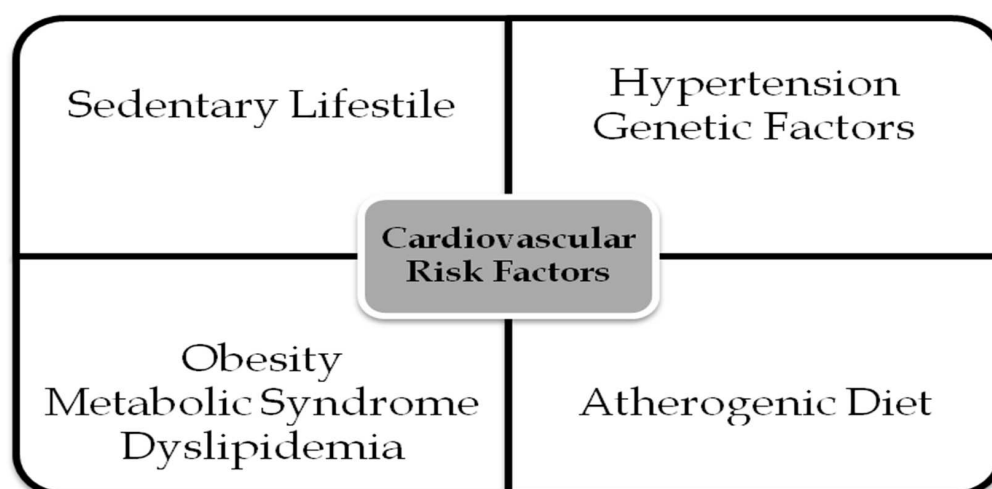 Sedentary Lifestile
Hypertension
Genetic Factors
Cardiovascular
Risk Factors
Obesity
Metabolic Syndrome
Dyslipidemia
Atherogenic Diet